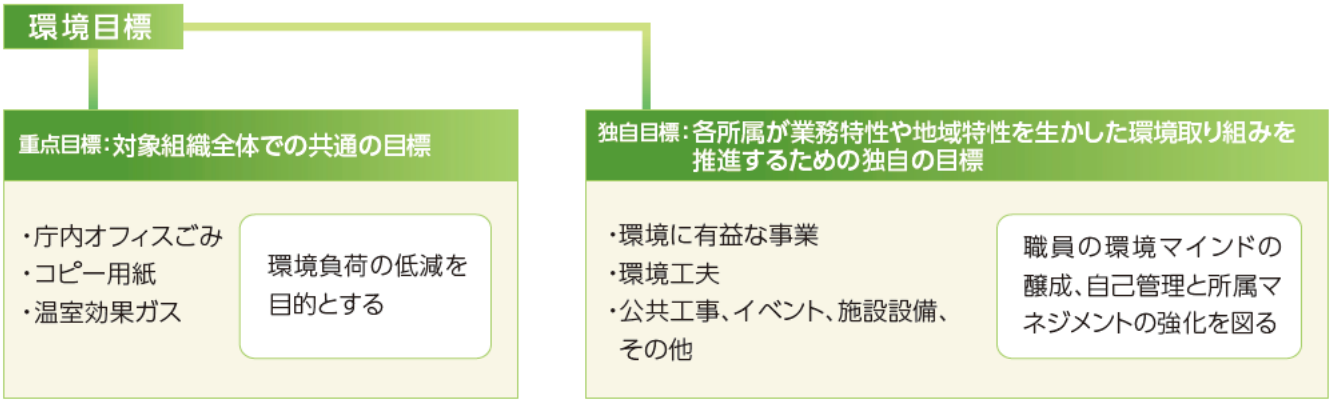 環境目標
重点目標：対象組織全体での共通の目標
・庁内オフィスごみ
・コピー用紙
・温室効果ガス
環境負荷の低減を
目的とする
独自目標：各所属が業務特性や地域特性を生かした環境取り組みを
推進するための独自の目標
・環境に有益な事業
・環境工夫
・公共工事、イベント、施設設備、
その他
職員の環境マインドの
醸成、自己管理と所属マ
ネジメントの強化を図る